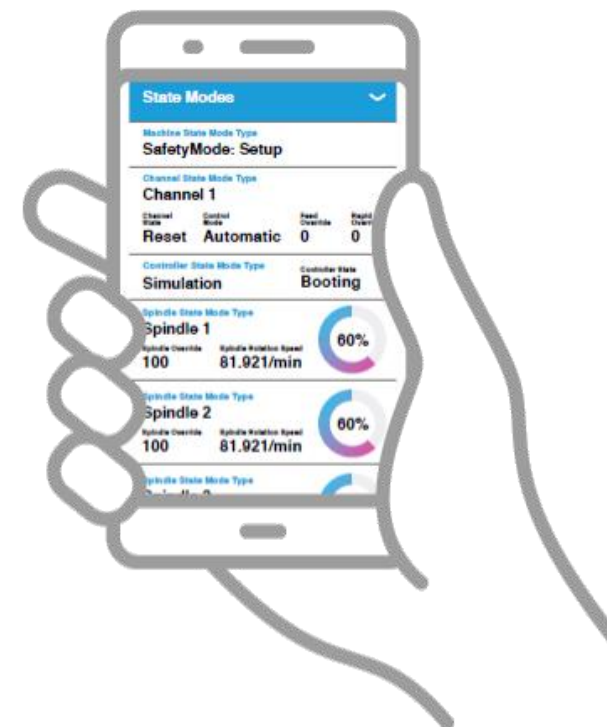 State Modes
Machine State Mode Type
SafetyMode: Setup
Channel State Mode Type
Channel 1
Channel State Control Mode Feed Override Rapid
Reset Automatic 0 0
Controller State Mode Type Controller State
Simulation Booting
Spindle State Mode Type
Spindle 1
60%
Spindle Override Spindle Rotation Speed
100 81.921/min
Spindle State Mode Type
Spindle 2
60%
Spindle Override Spindle Rotation Speed
100 81.921/min
Spindle State Mode Type